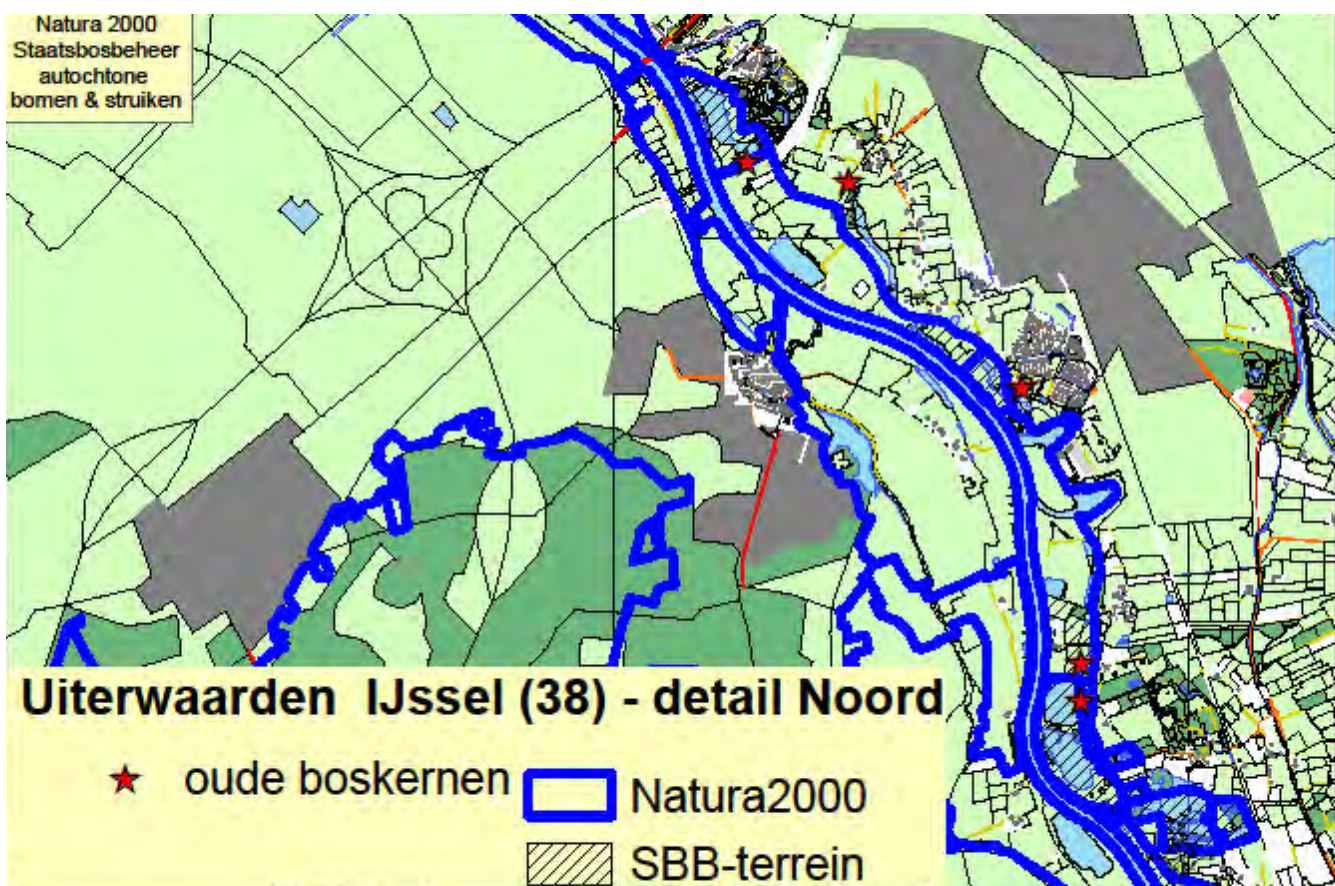 Natura 2000
Staatsbosbeheer
autochtone
bomen & struiken
Uiterwaarden IJssel (38) - detail Noord
oude boskernen
Natura2000
SBB-terrein